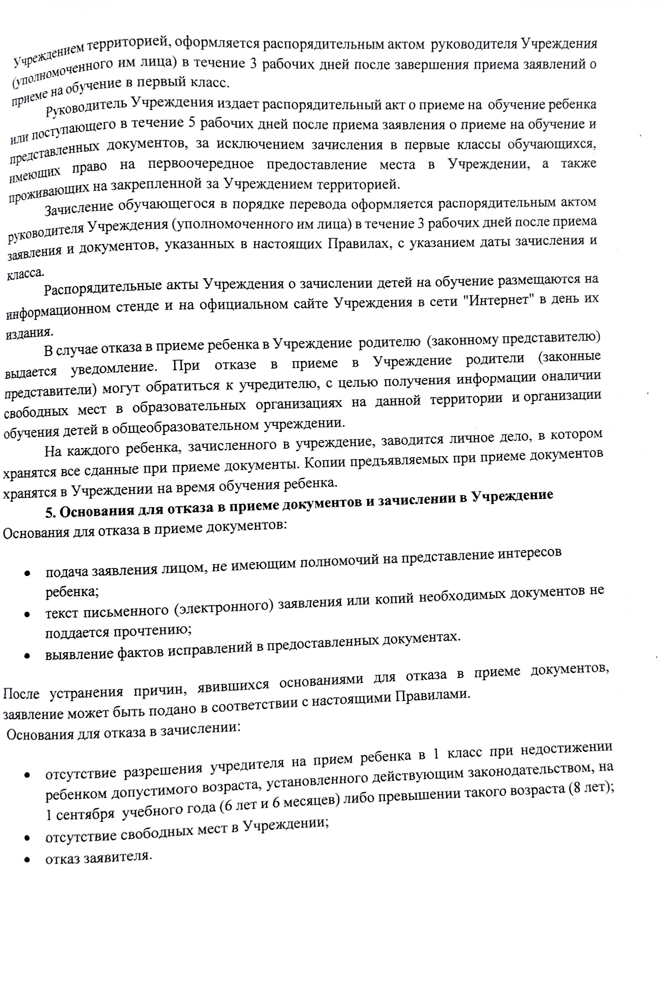 Учреждением территорией, оформляется распорядительным актом руководителя Учреждения
(уполномоченного им лица) в течение 3 рабочих дней после завершения приема заявлений о
приеме на обучение в первый класс.
Руководитель Учреждения издает распорядительный акт о приеме на обучение ребенка
или поступающего в течение 5 рабочих дней после приема заявления о приеме на обучение и
представленных документов, за исключением зачисления в первые классы обучающихся,
имеющих право на первоочередное предоставление места в Учреждении, а также
проживающих на закрепленной за Учреждением территорией.
Зачисление обучающегося в порядке перевода оформляется распорядительным актом
руководителя Учреждения (уполномоченного им лица) в течение 3 рабочих дней после приема
заявления и документов, указанных в настоящих Правилах, с указанием даты зачисления и
класса.
Распорядительные акты Учреждения о зачислении детей на обучение размещаются на
информационном стенде и на официальном сайте Учреждения в сети "Интернет" в день их
издания.
В случае отказа в приеме ребенка в Учреждение родителю (законному представителю)
выдается уведомление. При отказе в приеме в Учреждение родители (законные
представители) могут обратиться к учредителю, с целью получения информации оналичии
свободных мест в образовательных организациях на данной территории и организации
обучения детей в общеобразовательном учреждении.
На каждого ребенка, зачисленного в учреждение, заводится личное дело, в котором
хранятся все сданные при приеме документы. Копии предъявляемых при приеме документов
хранятся в Учреждении на время обучения ребенка.
5. Основания для отказа в приеме документов и зачислении в Учреждение
Основания для отказа в приеме документов:
• подача заявления лицом, не имеющим полномочий на представление интересов
ребенка;
• текст письменного (электронного) заявления или копий необходимых документов не
поддается прочтению;
• выявление фактов исправлений в предоставленных документах.
После устранения причин, явившихся основаниями для отказа в приеме документов,
заявление может быть подано в соответствии с настоящими Правилами.
Основания для отказа в зачислении:
• отсутствие разрешения учредителя на прием ребенка в 1 класс при недостижении
ребенком допустимого возраста, установленного действующим законодательством, на
1 сентября учебного года (6 лет и 6 месяцев) либо превышении такого возраста (8 лет);
• отсутствие свободных мест в Учреждении;
• отказ заявителя.